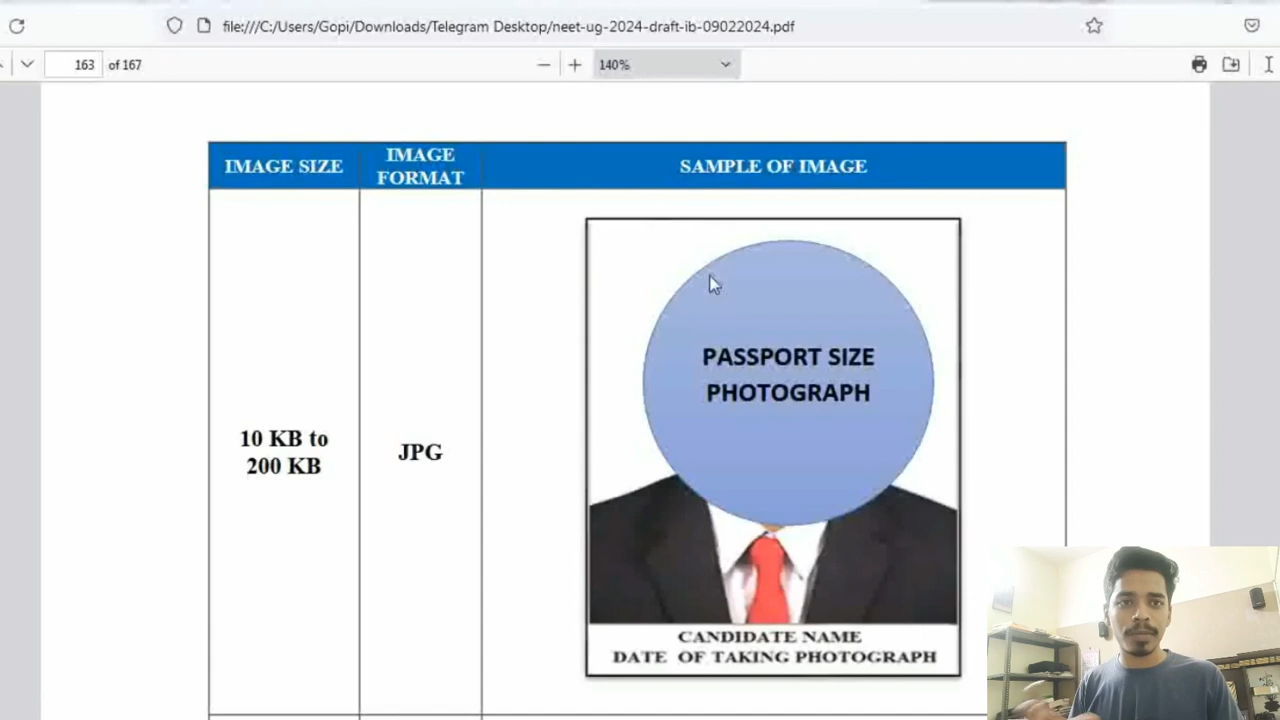 file:///C:/Users/Gopi/Downloads/Telegram Desktop/neet-ug-2024-draft-ib-09022024.pdf
163 of 167
140%
IMAGE SIZE
IMAGE
FORMAT
SAMPLE OF IMAGE
10 KB to
200 KB
JPG
PASSPORT SIZE
PHOTOGRAPH
CANDIDATE NAME
DATE OF TAKING PHOTOGRAPH